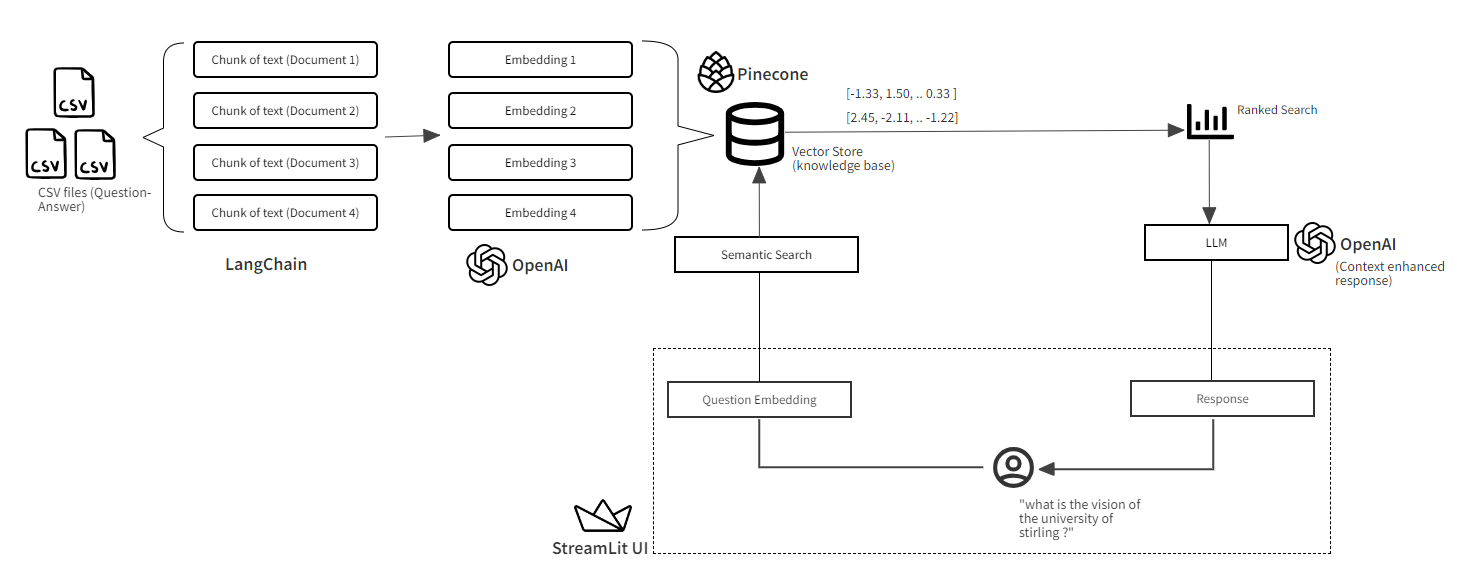 CSV
CSV
CSV
CSV files (Question-
Answer)
Chunk of text (Document 1)
Chunk of text (Document 2)
Chunk of text (Document 3)
Chunk of text (Document 4)
LangChain
Embedding 1
Embedding 2
Embedding 3
Embedding 4
OpenAI
Pinecone
Vector Store
(knowledge base)
[-1.33, 1.50, .. 0.33 ]
[2.45, -2.11, .. -1.22]
Ranked Search
Semantic Search
LLM
OpenAI
(Context enhanced
response)
Question Embedding
Response
"what is the vision of
the university of
stirling ?"
StreamLit UI